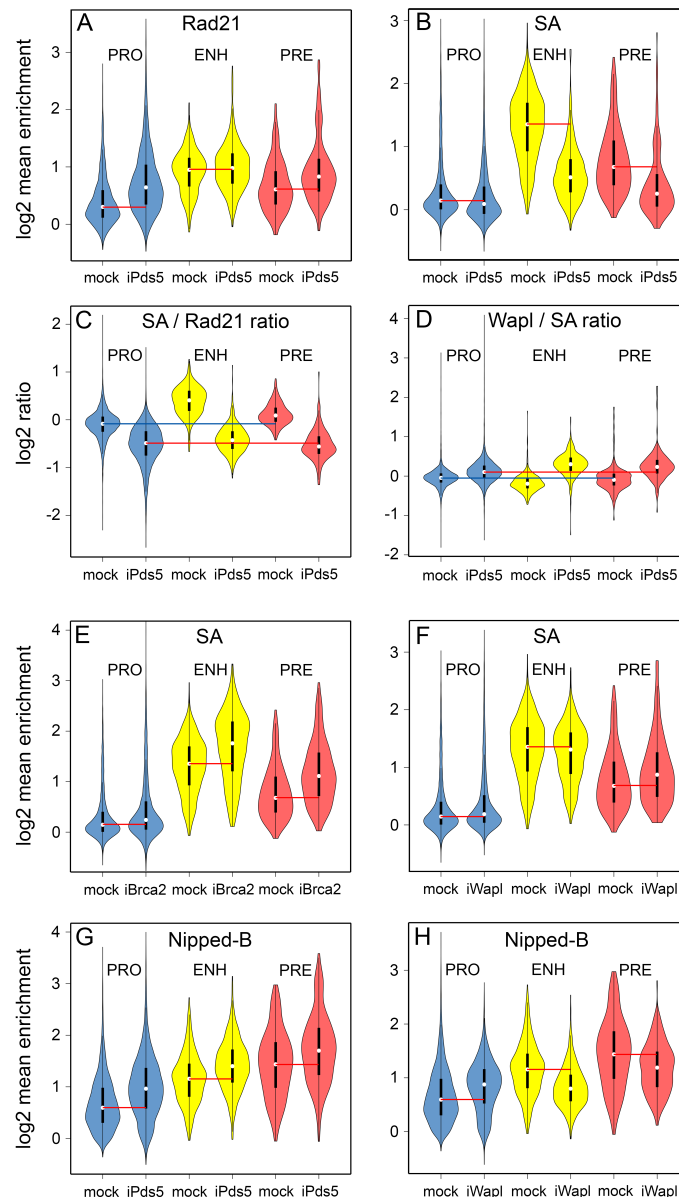 A Rad21
PRO ENH PRE
log2 mean enrichment
3
2
1
0
mock iPds5 mock iPds5 mock iPds5
B SA
PRO ENH PRE
3
2
1
0
mock iPds5 mock iPds5 mock iPds5
C SA / Rad21 ratio
PRO ENH PRE
log2 ratio
2
1
0
-1
-2
mock iPds5 mock iPds5 mock iPds5
D Wapl / SA ratio
PRO ENH PRE
4
3
2
1
0
-1
-2
mock iPds5 mock iPds5 mock iPds5
E SA
PRO ENH PRE
log2 mean enrichment
4
3
2
1
0
mock iBrca2 mock iBrca2 mock iBrca2
F SA
PRO ENH PRE
3
2
1
0
mock iWapl mock iWapl mock iWapl
G Nipped-B
PRO ENH PRE
log2 mean enrichment
4
3
2
1
0
mock iPds5 mock iPds5 mock iPds5
H Nipped-B
PRO ENH PRE
3
2
1
0
mock iWapl mock iWapl mock iWapl